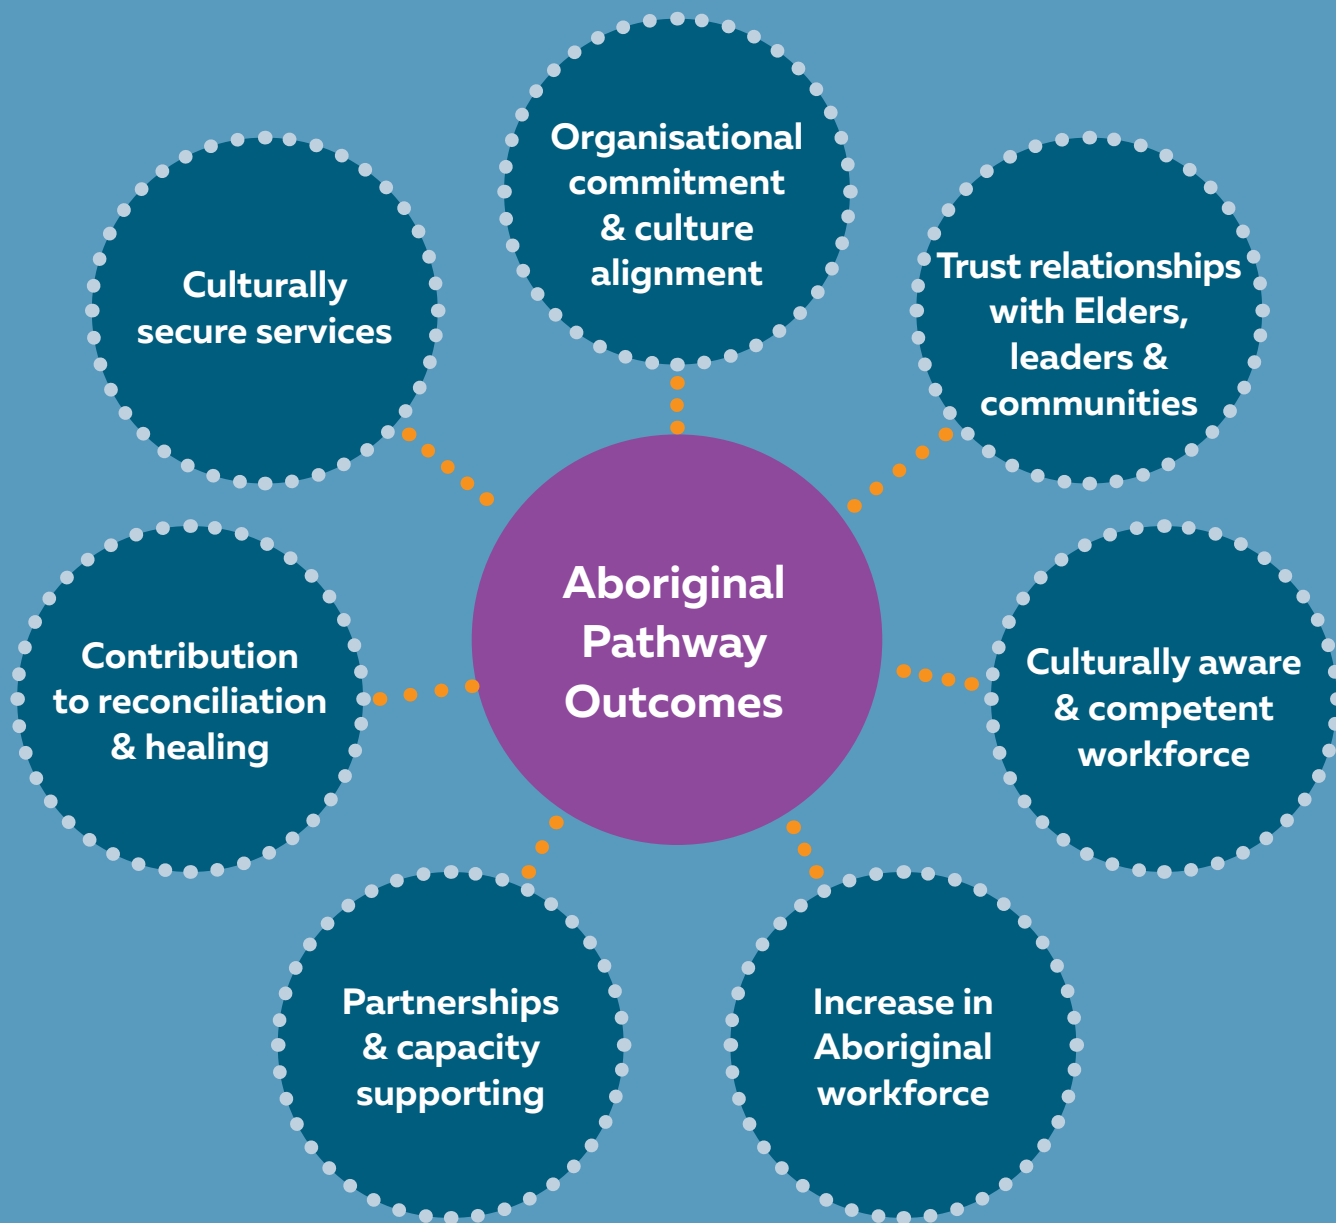 Organisational
commitment
& culture
alignment
Trust relationships
with Elders,
leaders &
communities
Culturally aware
& competent
workforce
Increase in
Aboriginal
workforce
Partnerships
& capacity
supporting
Contribution
to reconciliation
& healing
Culturally
secure services
Aboriginal
Pathway
Outcomes